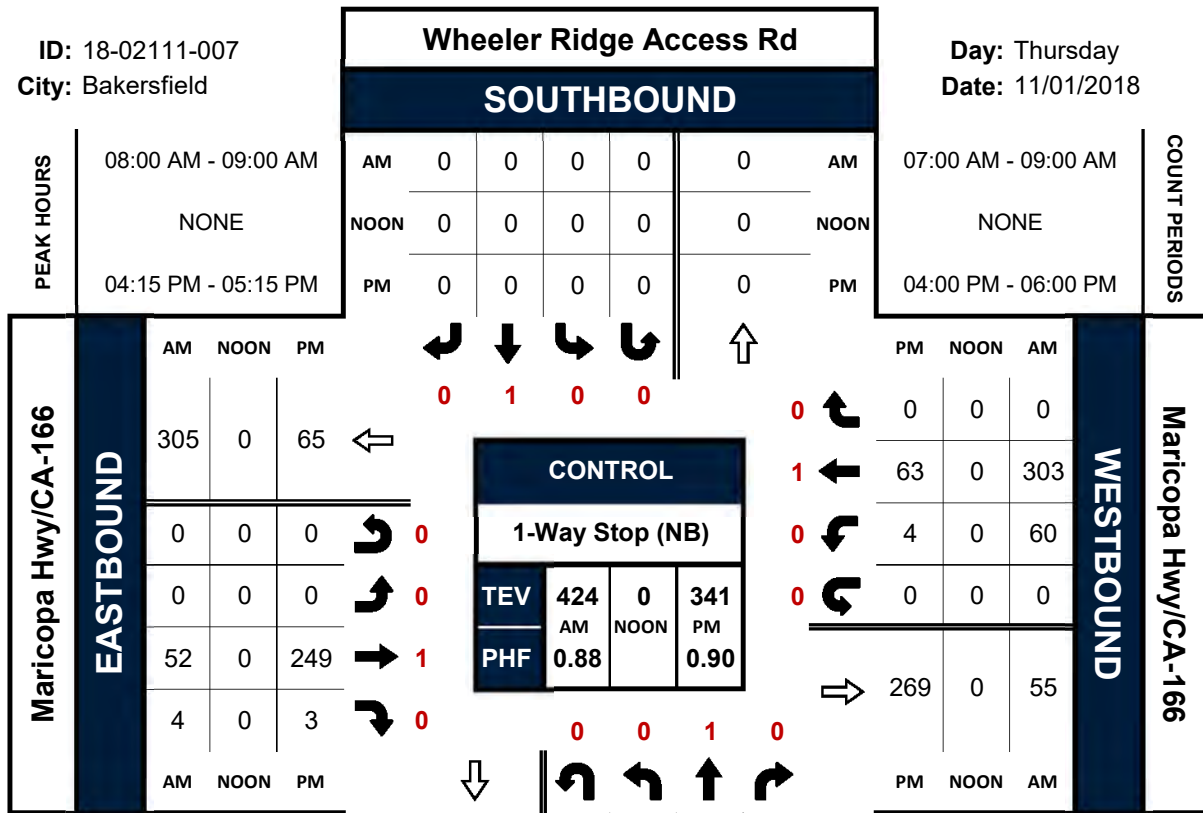 Wheeler Ridge Access Rd
ID: 18-02111-007
Day: Thursday
City: Bakersfield
Date: 11/01/2018
SOUTHBOUND
PEAK HOURS
08:00 AM - 09:00 AM
NONE
04:15 PM - 05:15 PM
AM 0 0 0 0 0 AM
NOON 0 0 0 0 0 NOON
PM 0 0 0 0 0 PM
07:00 AM - 09:00 AM
NONE
04:00 PM - 06:00 PM
COUNT PERIODS
0 1 0 0
Maricopa Hwy/CA-166
EASTBOUND
AM NOON PM
305 0 65
0 0 0 0
0 0 0 0
52 0 249 1
4 0 3 0
AM NOON PM
CONTROL
1-Way Stop (NB)
TEV 424 0 341
AM NOON PM
PHF 0.88 0.90
PM NOON AM
0 0 0 0
1 63 0 303
0 4 0 60
0 0 0 0
269 0 55
PM NOON AM
WESTBOUND
Maricopa Hwy/CA-166
0 0 1 0